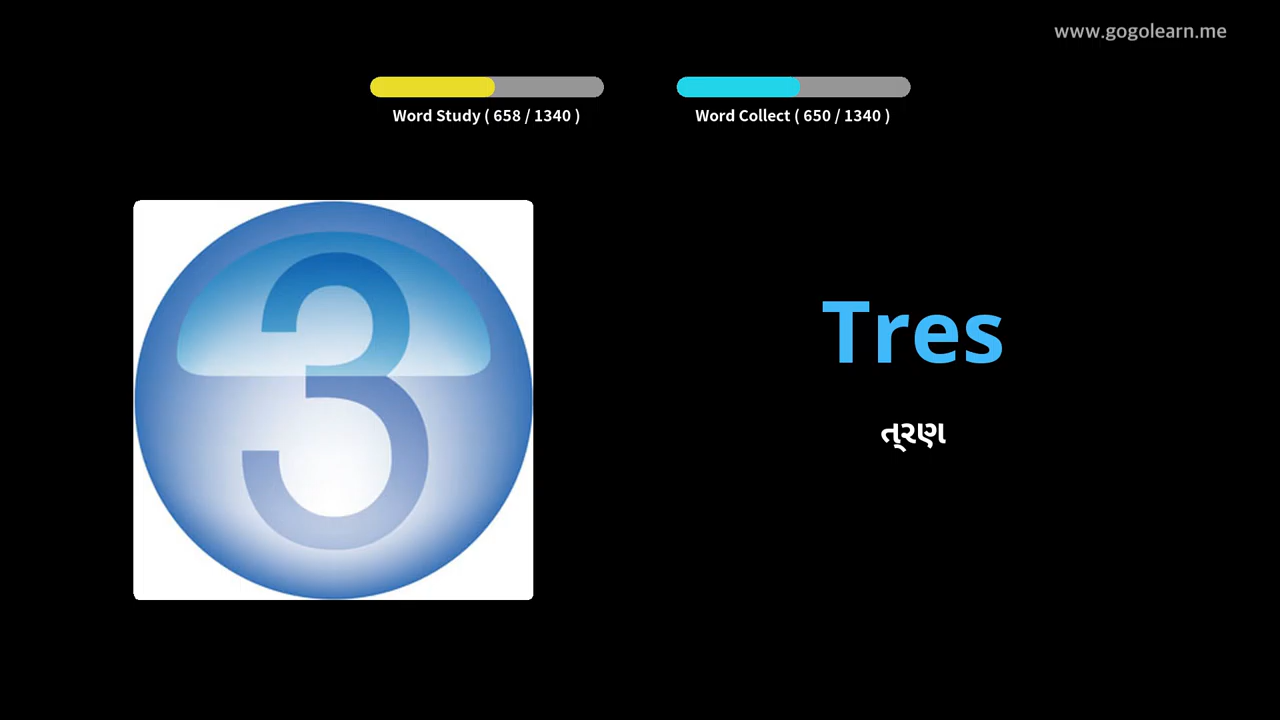 www.gogolearn.me
Word Study ( 658 / 1340 )
Word Collect ( 650 / 1340 )
3
Tres
ત્રણ